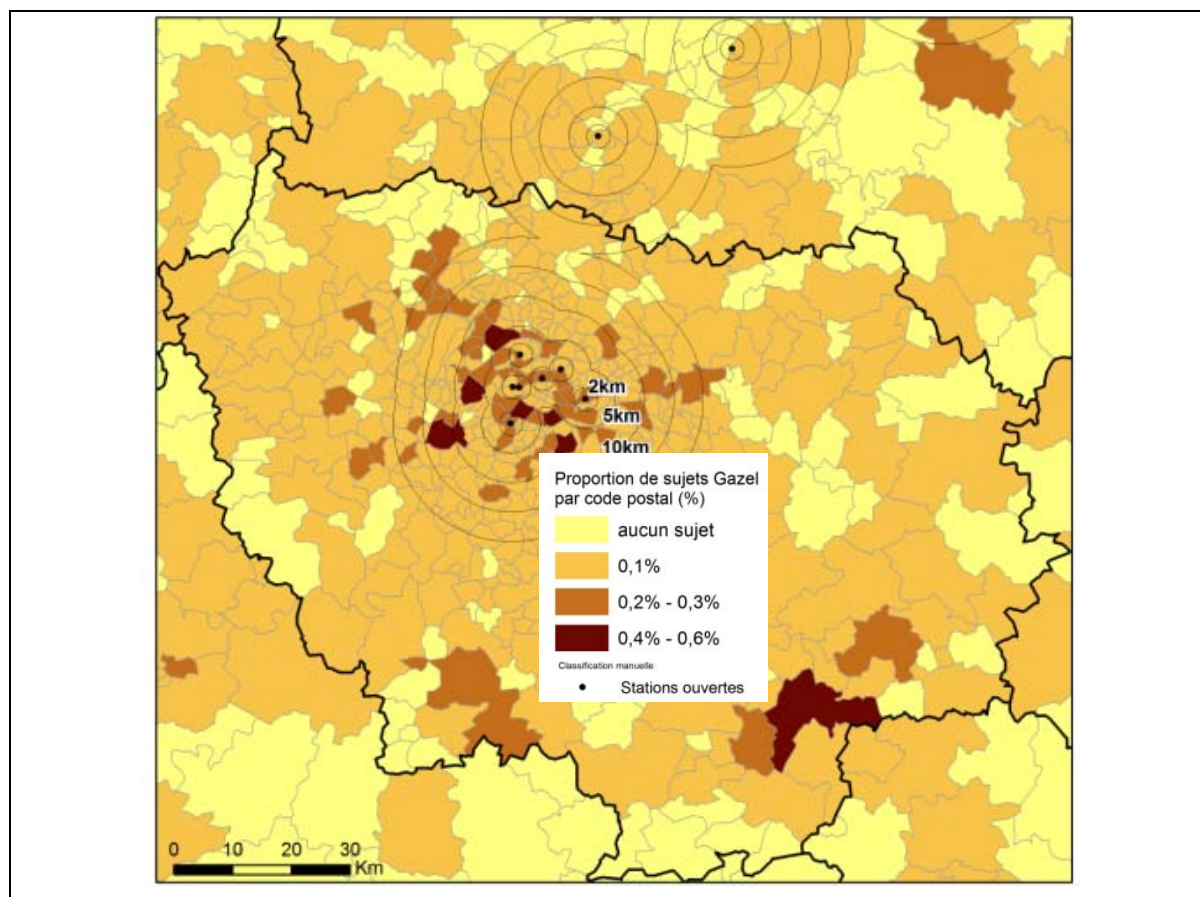 2km
5km
10km
Proportion de sujets Gazel
par code postal (%)
aucun sujet
0,1%
0,2% - 0,3%
0,4% - 0,6%
Classification manuelle
Stations ouvertes
0 10 20 30
Km